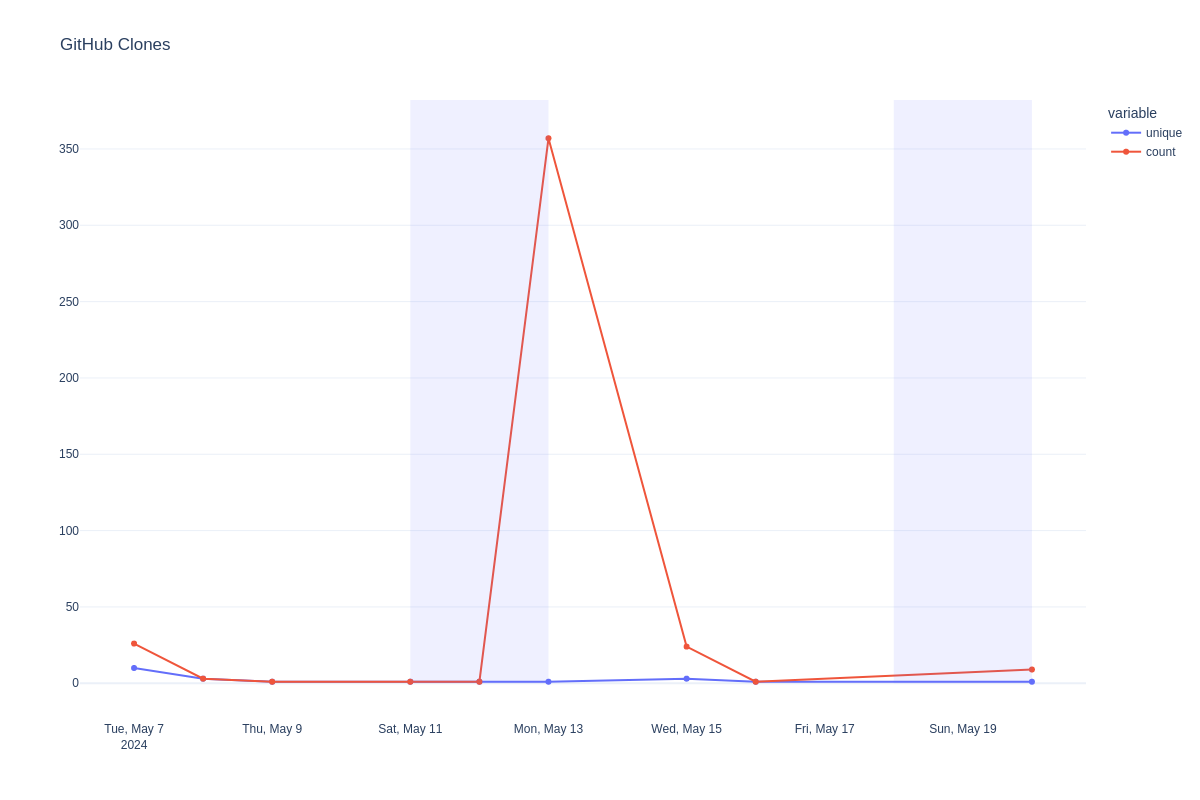 GitHub Clones
variable
unique
count
350
300
250
200
150
100
50
0
Tue, May 7
2024
Thu, May 9
Sat, May 11
Mon, May 13
Wed, May 15
Fri, May 17
Sun, May 19